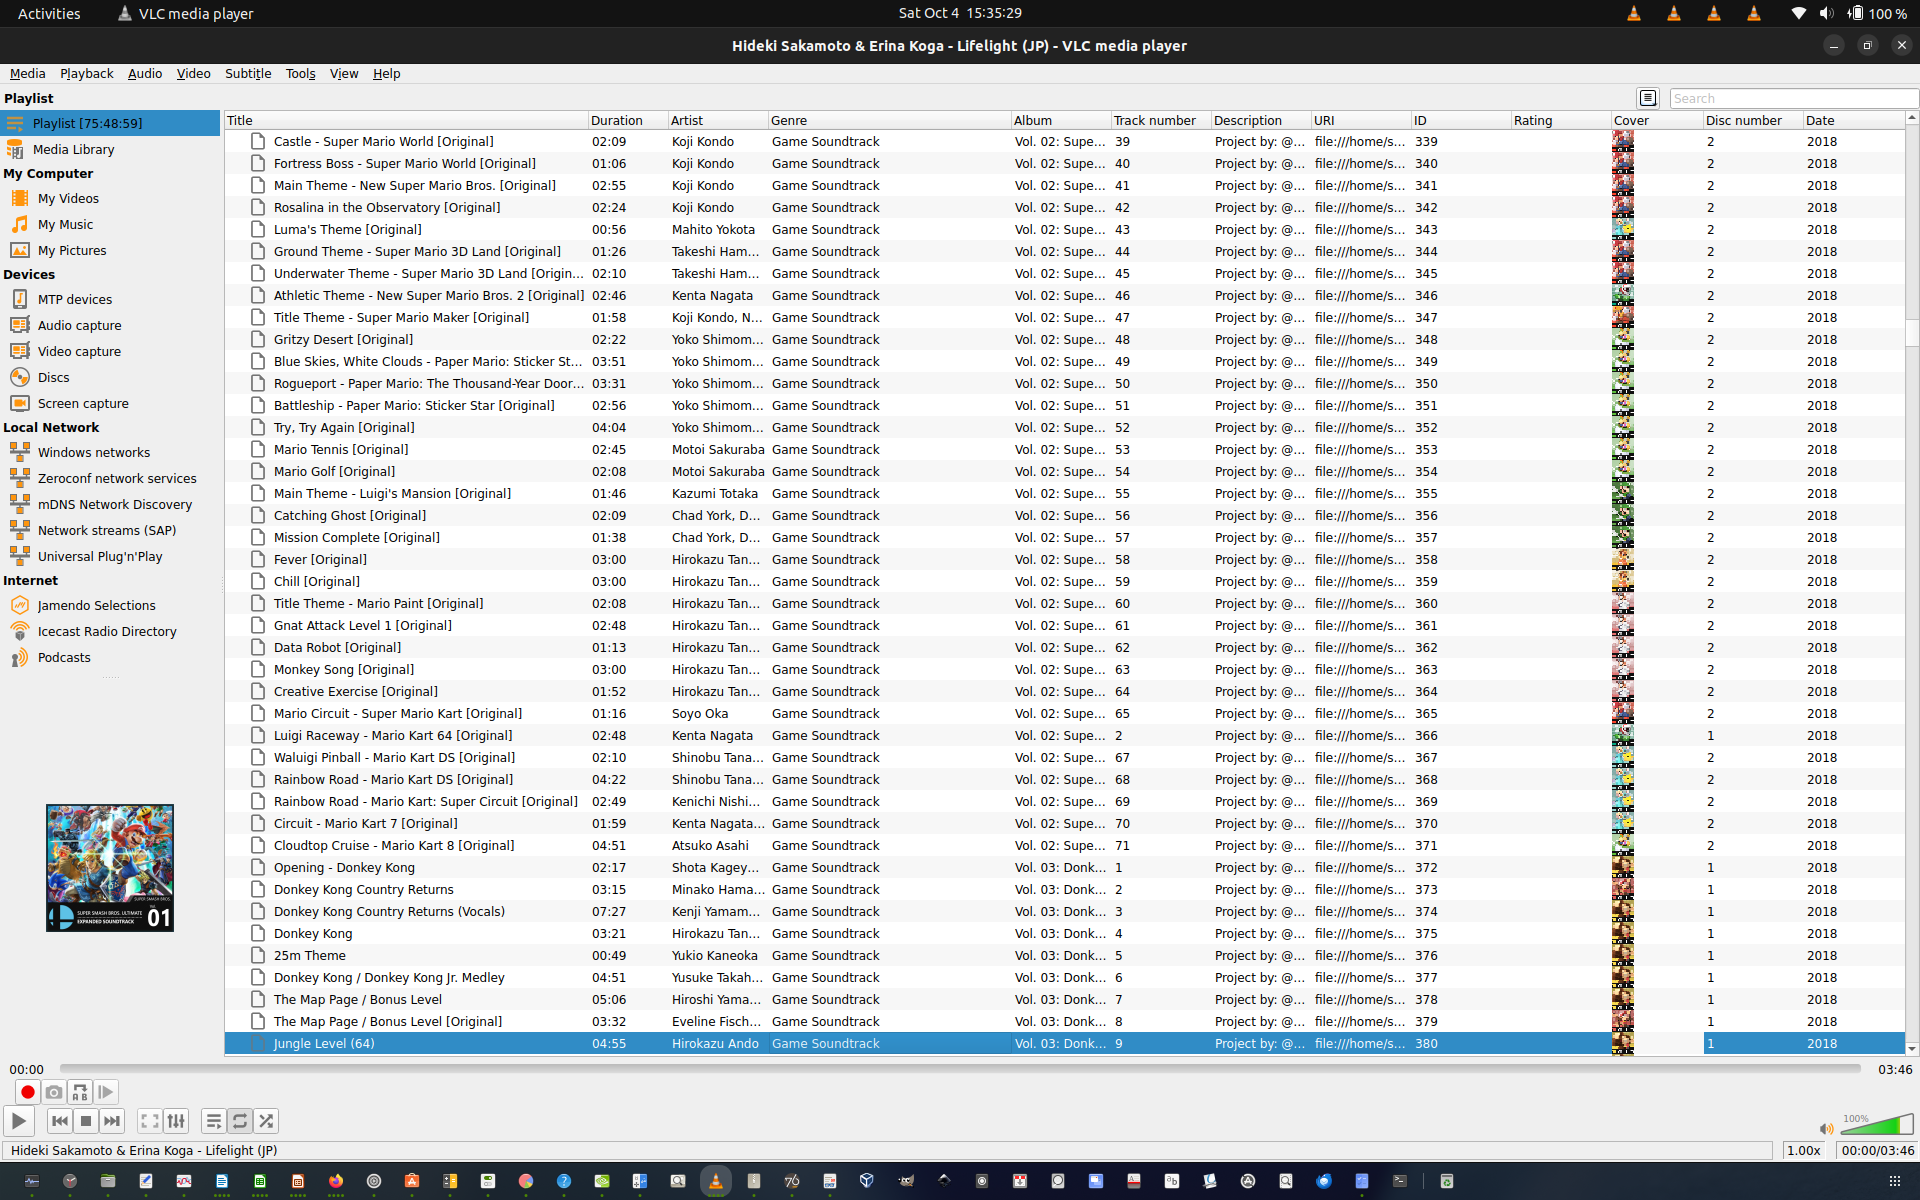 Activities VLC media player Sat Oct 4 15:35:29 100 %
Hideki Sakamoto & Erina Koga - Lifelight (JP) - VLC media player
Media Playback Audio Video Subtitle Tools View Help
Playlist
Search
Playlist [75:48:59]
Media Library
My Computer
My Videos
My Music
My Pictures
Devices
MTP devices
Audio capture
Video capture
Discs
Screen capture
Local Network
Windows networks
Zeroconf network services
mDNS Network Discovery
Network streams (SAP)
Universal Plug'n'Play
Internet
Jamendo Selections
Icecast Radio Directory
Podcasts
SUPER SMASH BROS. ULTIMATE
EXPANDED SOUNDTRACK
01
Title Duration Artist Genre Album Track number Description URI ID Rating Cover Disc number Date
Castle - Super Mario World [Original] 02:09 Koji Kondo Game Soundtrack Vol. 02: Supe... 39 Project by: @... file:///home/s... 339 2 2018
Fortress Boss - Super Mario World [Original] 01:06 Koji Kondo Game Soundtrack Vol. 02: Supe... 40 Project by: @... file:///home/s... 340 2 2018
Main Theme - New Super Mario Bros. [Original] 02:55 Koji Kondo Game Soundtrack Vol. 02: Supe... 41 Project by: @... file:///home/s... 341 2 2018
Rosalina in the Observatory [Original] 02:24 Koji Kondo Game Soundtrack Vol. 02: Supe... 42 Project by: @... file:///home/s... 342 2 2018
Luma's Theme [Original] 00:56 Mahito Yokota Game Soundtrack Vol. 02: Supe... 43 Project by: @... file:///home/s... 343 2 2018
Ground Theme - Super Mario 3D Land [Original] 01:26 Takeshi Ham... Game Soundtrack Vol. 02: Supe... 44 Project by: @... file:///home/s... 344 2 2018
Underwater Theme - Super Mario 3D Land [Origin... 02:10 Takeshi Ham... Game Soundtrack Vol. 02: Supe... 45 Project by: @... file:///home/s... 345 2 2018
Athletic Theme - New Super Mario Bros. 2 [Original] 02:46 Kenta Nagata Game Soundtrack Vol. 02: Supe... 46 Project by: @... file:///home/s... 346 2 2018
Title Theme - Super Mario Maker [Original] 01:58 Koji Kondo, N... Game Soundtrack Vol. 02: Supe... 47 Project by: @... file:///home/s... 347 2 2018
Gritzy Desert [Original] 02:22 Yoko Shimom... Game Soundtrack Vol. 02: Supe... 48 Project by: @... file:///home/s... 348 2 2018
Blue Skies, White Clouds - Paper Mario: Sticker St... 03:51 Yoko Shimom... Game Soundtrack Vol. 02: Supe... 49 Project by: @... file:///home/s... 349 2 2018
Rogueport - Paper Mario: The Thousand-Year Door... 03:31 Yoko Shimom... Game Soundtrack Vol. 02: Supe... 50 Project by: @... file:///home/s... 350 2 2018
Battleship - Paper Mario: Sticker Star [Original] 02:56 Yoko Shimom... Game Soundtrack Vol. 02: Supe... 51 Project by: @... file:///home/s... 351 2 2018
Try, Try Again [Original] 04:04 Yoko Shimom... Game Soundtrack Vol. 02: Supe... 52 Project by: @... file:///home/s... 352 2 2018
Mario Tennis [Original] 02:45 Motoi Sakuraba Game Soundtrack Vol. 02: Supe... 53 Project by: @... file:///home/s... 353 2 2018
Mario Golf [Original] 02:08 Motoi Sakuraba Game Soundtrack Vol. 02: Supe... 54 Project by: @... file:///home/s... 354 2 2018
Main Theme - Luigi's Mansion [Original] 01:46 Kazumi Totaka Game Soundtrack Vol. 02: Supe... 55 Project by: @... file:///home/s... 355 2 2018
Catching Ghost [Original] 02:09 Chad York, D... Game Soundtrack Vol. 02: Supe... 56 Project by: @... file:///home/s... 356 2 2018
Mission Complete [Original] 01:38 Chad York, D... Game Soundtrack Vol. 02: Supe... 57 Project by: @... file:///home/s... 357 2 2018
Fever [Original] 03:00 Hirokazu Tan... Game Soundtrack Vol. 02: Supe... 58 Project by: @... file:///home/s... 358 2 2018
Chill [Original] 03:00 Hirokazu Tan... Game Soundtrack Vol. 02: Supe... 59 Project by: @... file:///home/s... 359 2 2018
Title Theme - Mario Paint [Original] 02:08 Hirokazu Tan... Game Soundtrack Vol. 02: Supe... 60 Project by: @... file:///home/s... 360 2 2018
Gnat Attack Level 1 [Original] 02:48 Hirokazu Tan... Game Soundtrack Vol. 02: Supe... 61 Project by: @... file:///home/s... 361 2 2018
Data Robot [Original] 01:13 Hirokazu Tan... Game Soundtrack Vol. 02: Supe... 62 Project by: @... file:///home/s... 362 2 2018
Monkey Song [Original] 03:00 Hirokazu Tan... Game Soundtrack Vol. 02: Supe... 63 Project by: @... file:///home/s... 363 2 2018
Creative Exercise [Original] 01:52 Hirokazu Tan... Game Soundtrack Vol. 02: Supe... 64 Project by: @... file:///home/s... 364 2 2018
Mario Circuit - Super Mario Kart [Original] 01:16 Soyo Oka Game Soundtrack Vol. 02: Supe... 65 Project by: @... file:///home/s... 365 2 2018
Luigi Raceway - Mario Kart 64 [Original] 02:48 Kenta Nagata Game Soundtrack Vol. 02: Supe... 2 Project by: @... file:///home/s... 366 1 2018
Waluigi Pinball - Mario Kart DS [Original] 02:10 Shinobu Tana... Game Soundtrack Vol. 02: Supe... 67 Project by: @... file:///home/s... 367 2 2018
Rainbow Road - Mario Kart DS [Original] 04:22 Shinobu Tana... Game Soundtrack Vol. 02: Supe... 68 Project by: @... file:///home/s... 368 2 2018
Rainbow Road - Mario Kart: Super Circuit [Original] 02:49 Kenichi Nishi... Game Soundtrack Vol. 02: Supe... 69 Project by: @... file:///home/s... 369 2 2018
Circuit - Mario Kart 7 [Original] 01:59 Kenta Nagata... Game Soundtrack Vol. 02: Supe... 70 Project by: @... file:///home/s... 370 2 2018
Cloudtop Cruise - Mario Kart 8 [Original] 04:51 Atsuko Asahi Game Soundtrack Vol. 02: Supe... 71 Project by: @... file:///home/s... 371 2 2018
Opening - Donkey Kong 02:17 Shota Kagey... Game Soundtrack Vol. 03: Donk... 1 Project by: @... file:///home/s... 372 1 2018
Donkey Kong Country Returns 03:15 Minako Hama... Game Soundtrack Vol. 03: Donk... 2 Project by: @... file:///home/s... 373 1 2018
Donkey Kong Country Returns (Vocals) 07:27 Kenji Yamam... Game Soundtrack Vol. 03: Donk... 3 Project by: @... file:///home/s... 374 1 2018
Donkey Kong 03:21 Hirokazu Tan... Game Soundtrack Vol. 03: Donk... 4 Project by: @... file:///home/s... 375 1 2018
25m Theme 00:49 Yukio Kaneoka Game Soundtrack Vol. 03: Donk... 5 Project by: @... file:///home/s... 376 1 2018
Donkey Kong / Donkey Kong Jr. Medley 04:51 Yusuke Takah... Game Soundtrack Vol. 03: Donk... 6 Project by: @... file:///home/s... 377 1 2018
The Map Page / Bonus Level 05:06 Hiroshi Yama... Game Soundtrack Vol. 03: Donk... 7 Project by: @... file:///home/s... 378 1 2018
The Map Page / Bonus Level [Original] 03:32 Eveline Fisch... Game Soundtrack Vol. 03: Donk... 8 Project by: @... file:///home/s... 379 1 2018
Jungle Level (64) 04:55 Hirokazu Ando Game Soundtrack Vol. 03: Donk... 9 Project by: @... file:///home/s... 380 1 2018
00:00 03:46
100%
Hideki Sakamoto & Erina Koga - Lifelight (JP) 1.00x 00:00/03:46